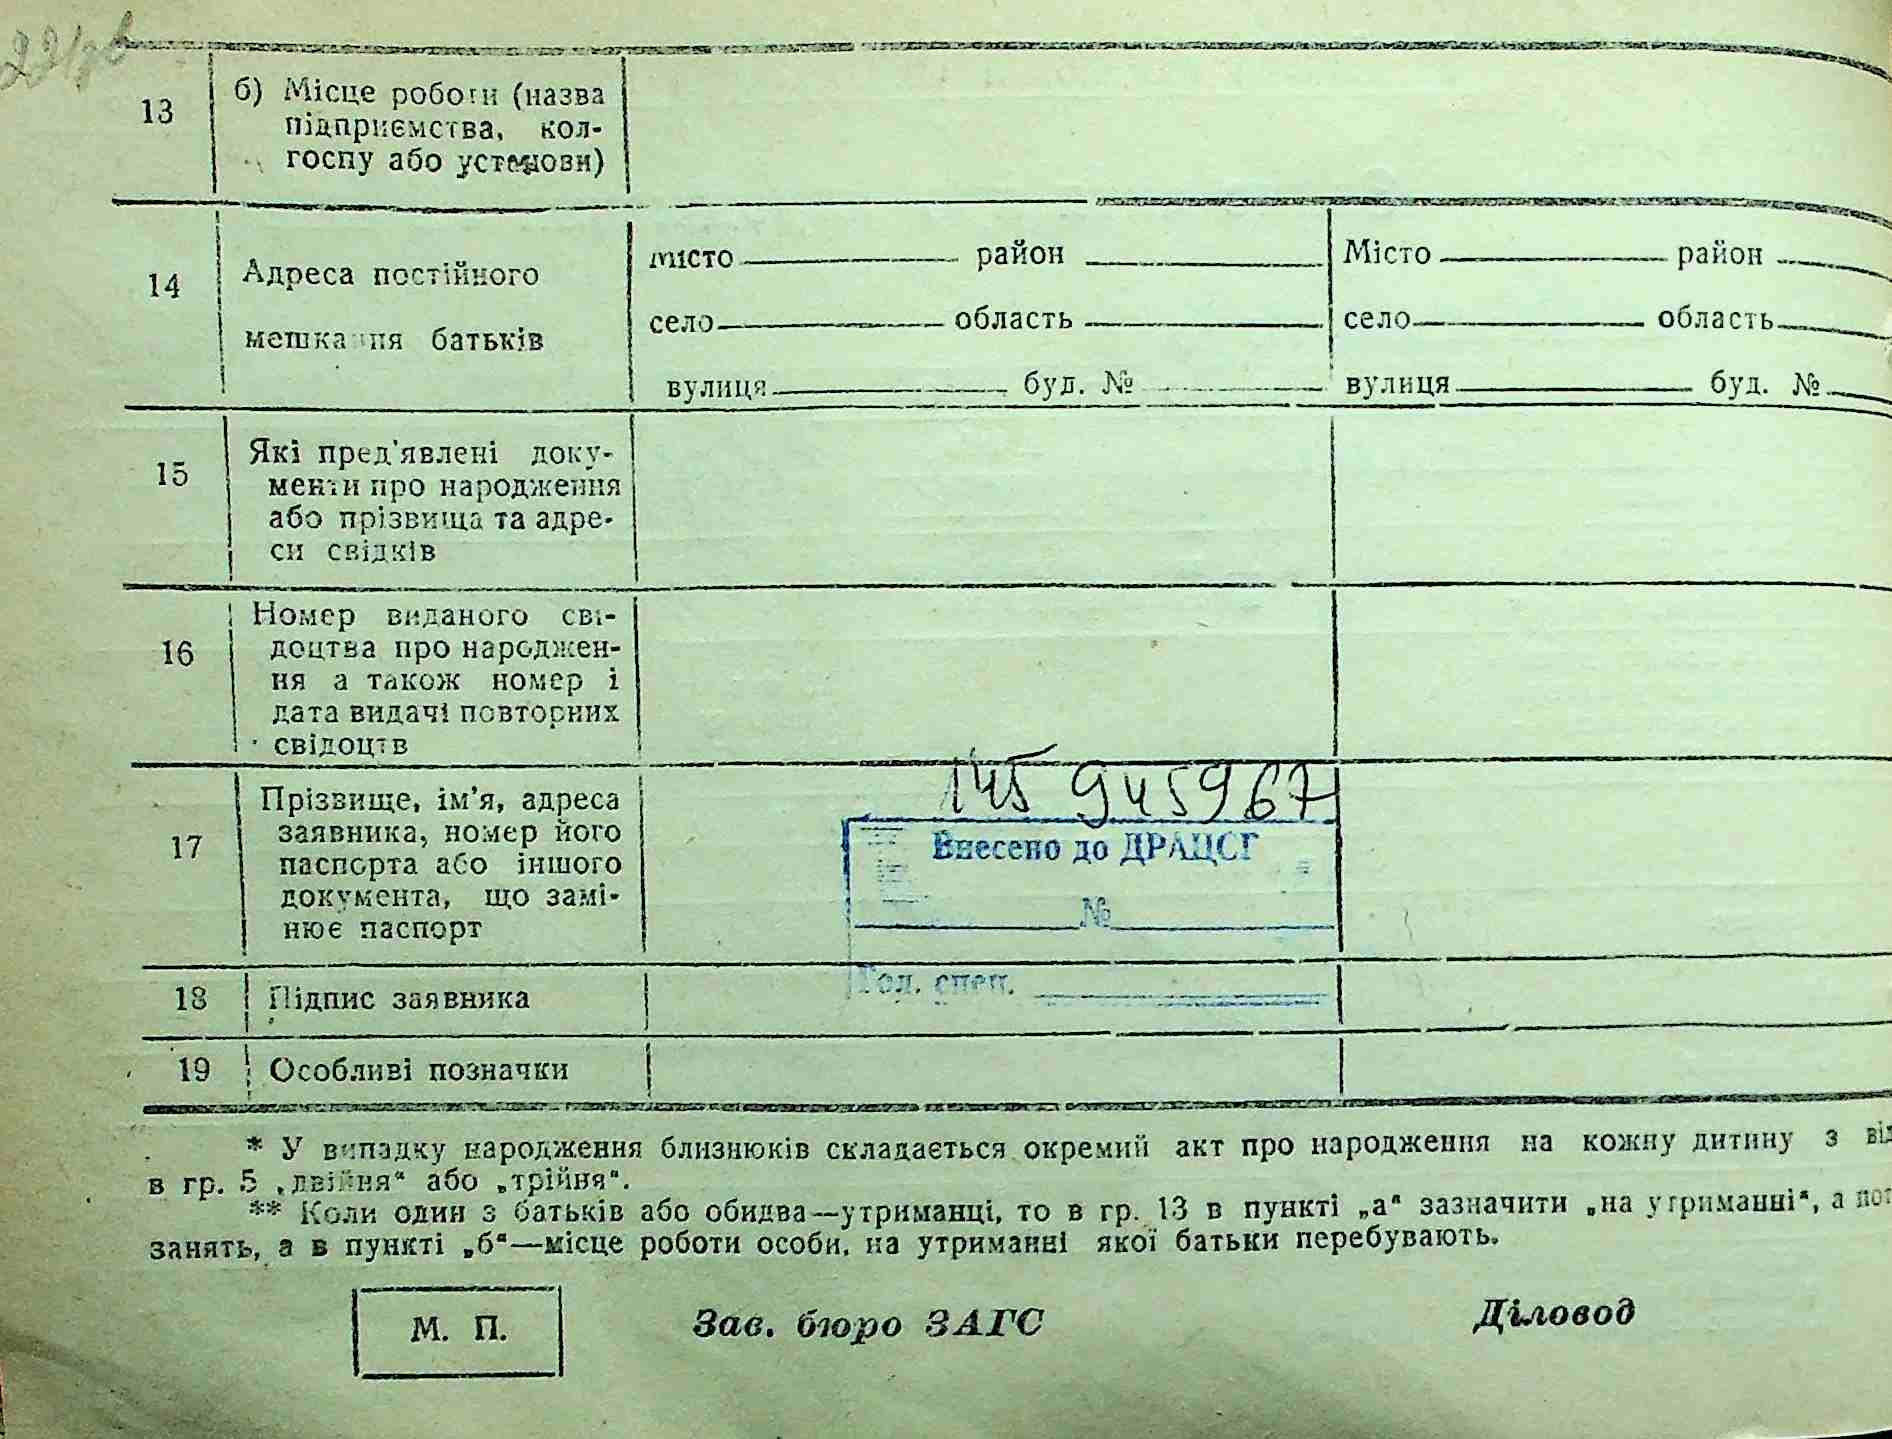 13
б) Місце роботи (назва
підприємства, кол-
госпу або установи)
14
Адреса постійного
мешкання батьків
місто район
село область
вулиця буд. №
Місто район
село область
вулиця буд. №
15
Які пред'явлені доку-
менти про народження
або прізвища та адре-
си свідків
16
Номер виданого сві-
доцтва про народжен-
ня а також номер і
дата видачі повторних
свідоцтв
17
Прізвище, ім'я, адреса
заявника, номер його
паспорта або іншого
документа, що замі-
нює паспорт
145 945967
Внесено до ДРАЦСГ
№
Гол. спец.
18
Підпис заявника
19
Особливі позначки
* У випадку народження близнюків складається окремий акт про народження на кожну дитину з від
в гр. 5 „двійня“ або „трійня“.
** Коли один з батьків або обидва—утриманці, то в гр. 13 в пункті „а“ зазначити „на утриманні“, а пот
занять, а в пункті „б“—місце роботи особи, на утриманні якої батьки перебувають.
М. П.
Зав. бюро ЗАГС
Діловод